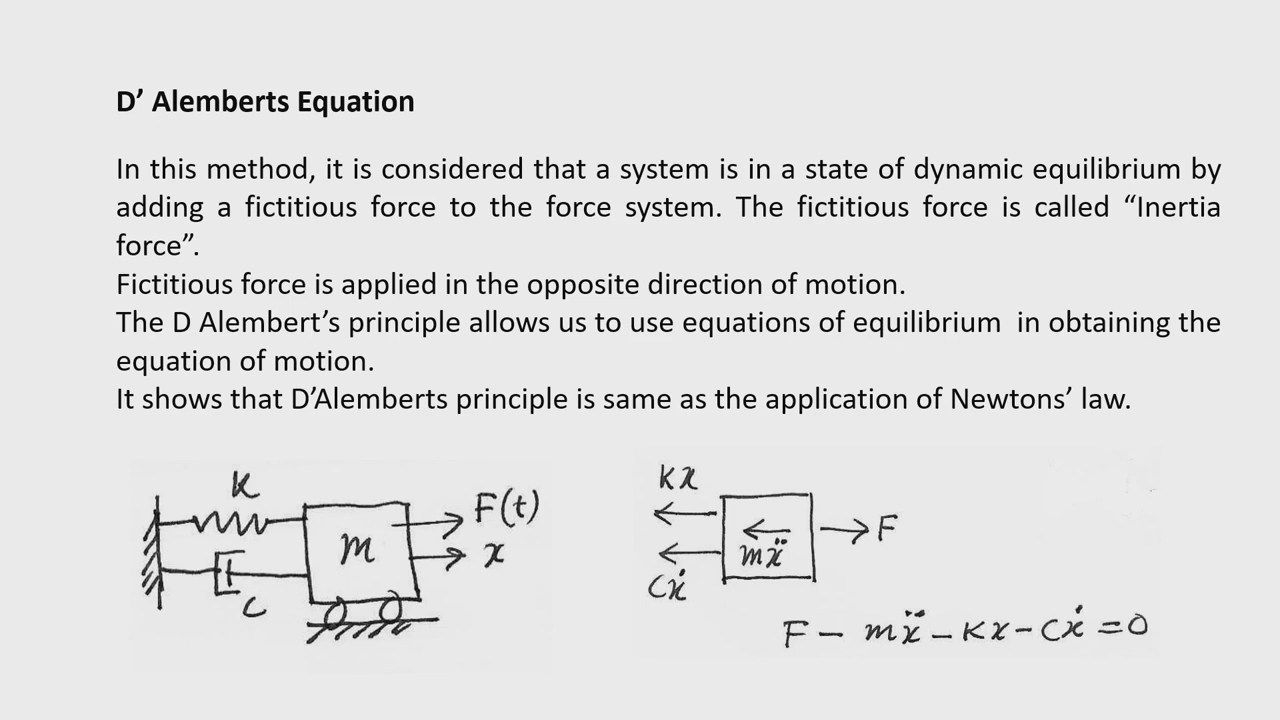 D’ Alemberts Equation
In this method, it is considered that a system is in a state of dynamic equilibrium by
adding a fictitious force to the force system. The fictitious force is called “Inertia
force”.
Fictitious force is applied in the opposite direction of motion.
The D Alembert’s principle allows us to use equations of equilibrium in obtaining the
equation of motion.
It shows that D’Alemberts principle is same as the application of Newtons’ law.
K
F(t)
m
x
C
Kx
F
mẍ
Cẋ
F – mẍ – Kx – Cẋ = 0